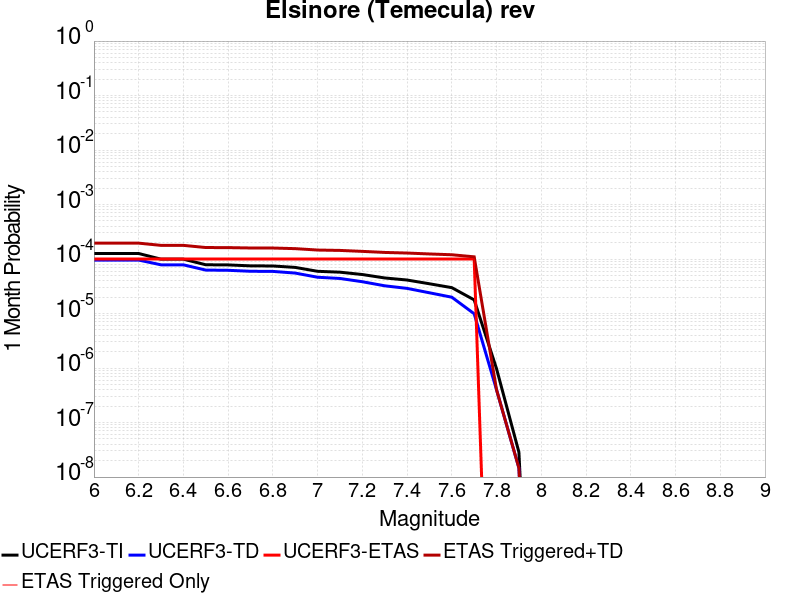 Elsinore (Temecula) rev
10^0
10^-1
10^-2
10^-3
10^-4
10^-5
10^-6
10^-7
10^-8
1 Month Probability
6 6.2 6.4 6.6 6.8 7 7.2 7.4 7.6 7.8 8 8.2 8.4 8.6 8.8 9
Magnitude
UCERF3-TI UCERF3-TD UCERF3-ETAS ETAS Triggered+TD
ETAS Triggered Only